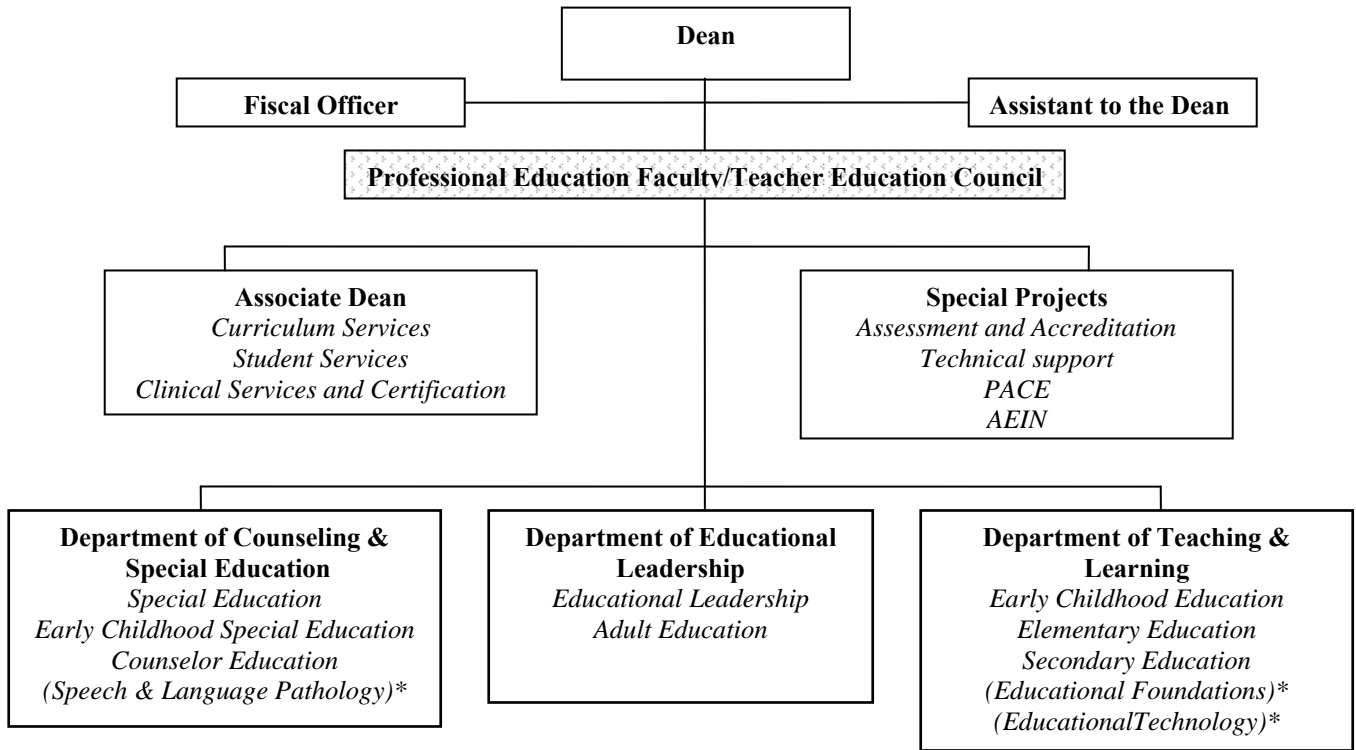 Dean
Fiscal Officer
Assistant to the Dean
Professional Education Faculty/Teacher Education Council
Associate Dean
Curriculum Services
Student Services
Clinical Services and Certification
Special Projects
Assessment and Accreditation
Technical support
PACE
AEIN
Department of Counseling &
Special Education
Special Education
Early Childhood Special Education
Counselor Education
(Speech & Language Pathology)*
Department of Educational
Leadership
Educational Leadership
Adult Education
Department of Teaching &
Learning
Early Childhood Education
Elementary Education
Secondary Education
(Educational Foundations)*
(EducationalTechnology)*